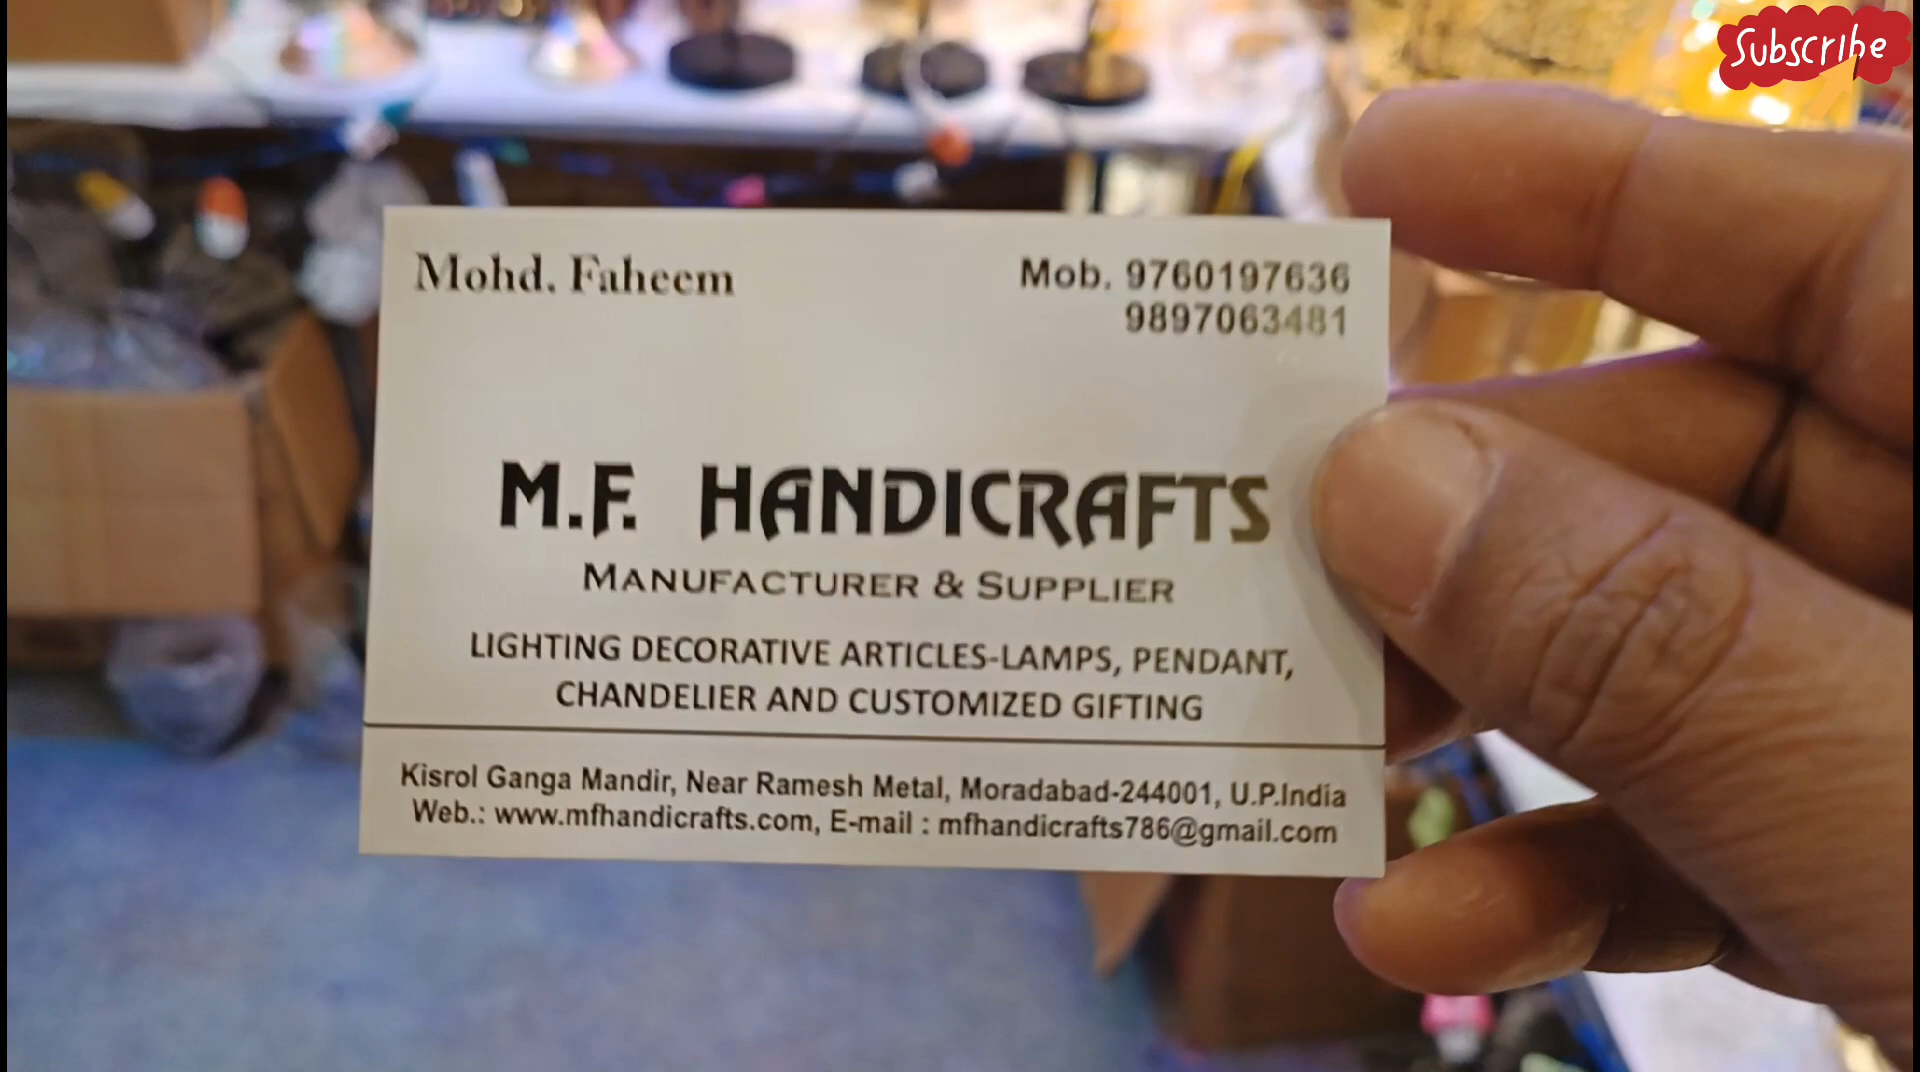 Subscribe
Mohd. Faheem
Mob. 9760197636
9897063481
M.F. HANDICRAFTS
MANUFACTURER & SUPPLIER
LIGHTING DECORATIVE ARTICLES-LAMPS, PENDANT,
CHANDELIER AND CUSTOMIZED GIFTING
Kisrol Ganga Mandir, Near Ramesh Metal, Moradabad-244001, U.P.India
Web.: www.mfhandicrafts.com, E-mail : mfhandicrafts786@gmail.com